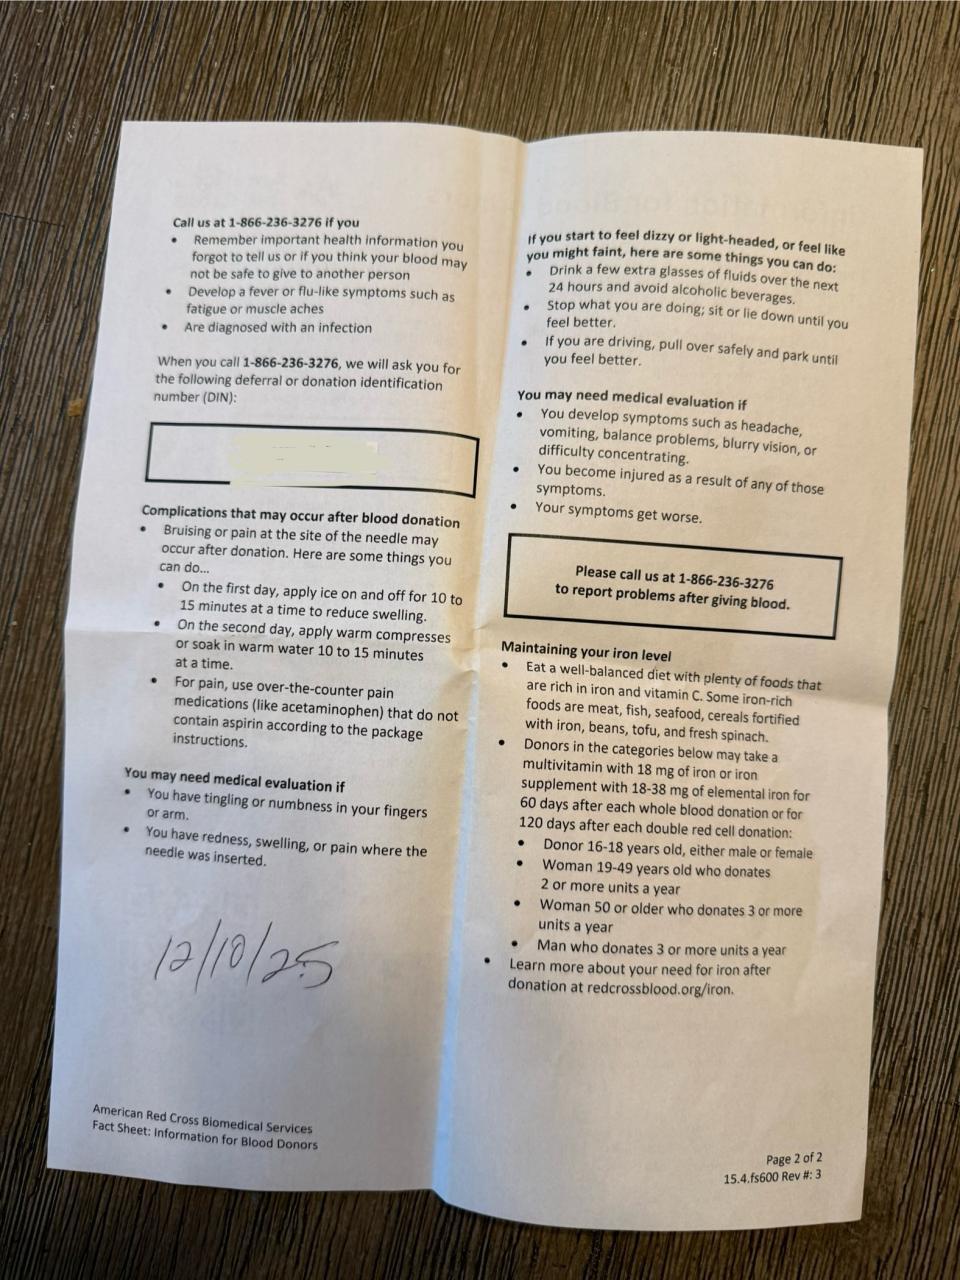 Call us at 1-866-236-3276 if you
• Remember important health information you
forgot to tell us or if you think your blood may
not be safe to give to another person
• Develop a fever or flu-like symptoms such as
fatigue or muscle aches
• Are diagnosed with an infection
When you call 1-866-236-3276, we will ask you for
the following deferral or donation identification
number (DIN):
Complications that may occur after blood donation
• Bruising or pain at the site of the needle may
occur after donation. Here are some things you
can do...
• On the first day, apply ice on and off for 10 to
15 minutes at a time to reduce swelling.
• On the second day, apply warm compresses
or soak in warm water 10 to 15 minutes
at a time.
• For pain, use over-the-counter pain
medications (like acetaminophen) that do not
contain aspirin according to the package
instructions.
You may need medical evaluation if
• You have tingling or numbness in your fingers
or arm.
• You have redness, swelling, or pain where the
needle was inserted.
12/10/25
American Red Cross Biomedical Services
Fact Sheet: Information for Blood Donors
If you start to feel dizzy or light-headed, or feel like
you might faint, here are some things you can do:
• Drink a few extra glasses of fluids over the next
24 hours and avoid alcoholic beverages.
• Stop what you are doing; sit or lie down until you
feel better.
• If you are driving, pull over safely and park until
you feel better.
You may need medical evaluation if
• You develop symptoms such as headache,
vomiting, balance problems, blurry vision, or
difficulty concentrating.
• You become injured as a result of any of those
symptoms.
• Your symptoms get worse.
Please call us at 1-866-236-3276
to report problems after giving blood.
Maintaining your iron level
• Eat a well-balanced diet with plenty of foods that
are rich in iron and vitamin C. Some iron-rich
foods are meat, fish, seafood, cereals fortified
with iron, beans, tofu, and fresh spinach.
• Donors in the categories below may take a
multivitamin with 18 mg of iron or iron
supplement with 18-38 mg of elemental iron for
60 days after each whole blood donation or for
120 days after each double red cell donation:
• Donor 16-18 years old, either male or female
• Woman 19-49 years old who donates
2 or more units a year
• Woman 50 or older who donates 3 or more
units a year
• Man who donates 3 or more units a year
• Learn more about your need for iron after
donation at redcrossblood.org/iron.
Page 2 of 2
15.4.fs600 Rev #: 3